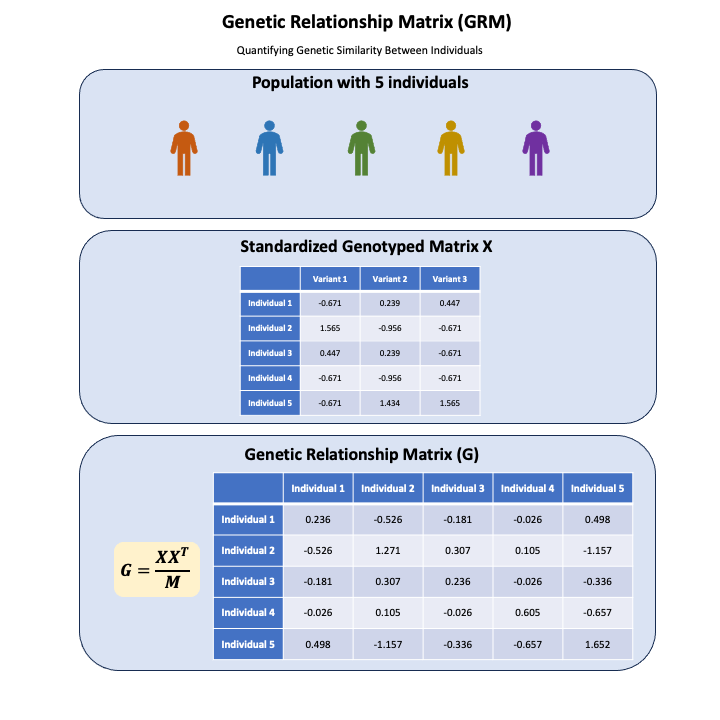 Genetic Relationship Matrix (GRM)
Quantifying Genetic Similarity Between Individuals
Population with 5 individuals
Standardized Genotyped Matrix X
Variant 1 Variant 2 Variant 3
Individual 1 -0.671 0.239 0.447
Individual 2 1.565 -0.956 -0.671
Individual 3 0.447 0.239 -0.671
Individual 4 -0.671 -0.956 -0.671
Individual 5 -0.671 1.434 1.565
Genetic Relationship Matrix (G)
Individual 1 Individual 2 Individual 3 Individual 4 Individual 5
Individual 1 0.236 -0.526 -0.181 -0.026 0.498
Individual 2 -0.526 1.271 0.307 0.105 -1.157
Individual 3 -0.181 0.307 0.236 -0.026 -0.336
Individual 4 -0.026 0.105 -0.026 0.605 -0.657
Individual 5 0.498 -1.157 -0.336 -0.657 1.652
G = XXᵀ / M